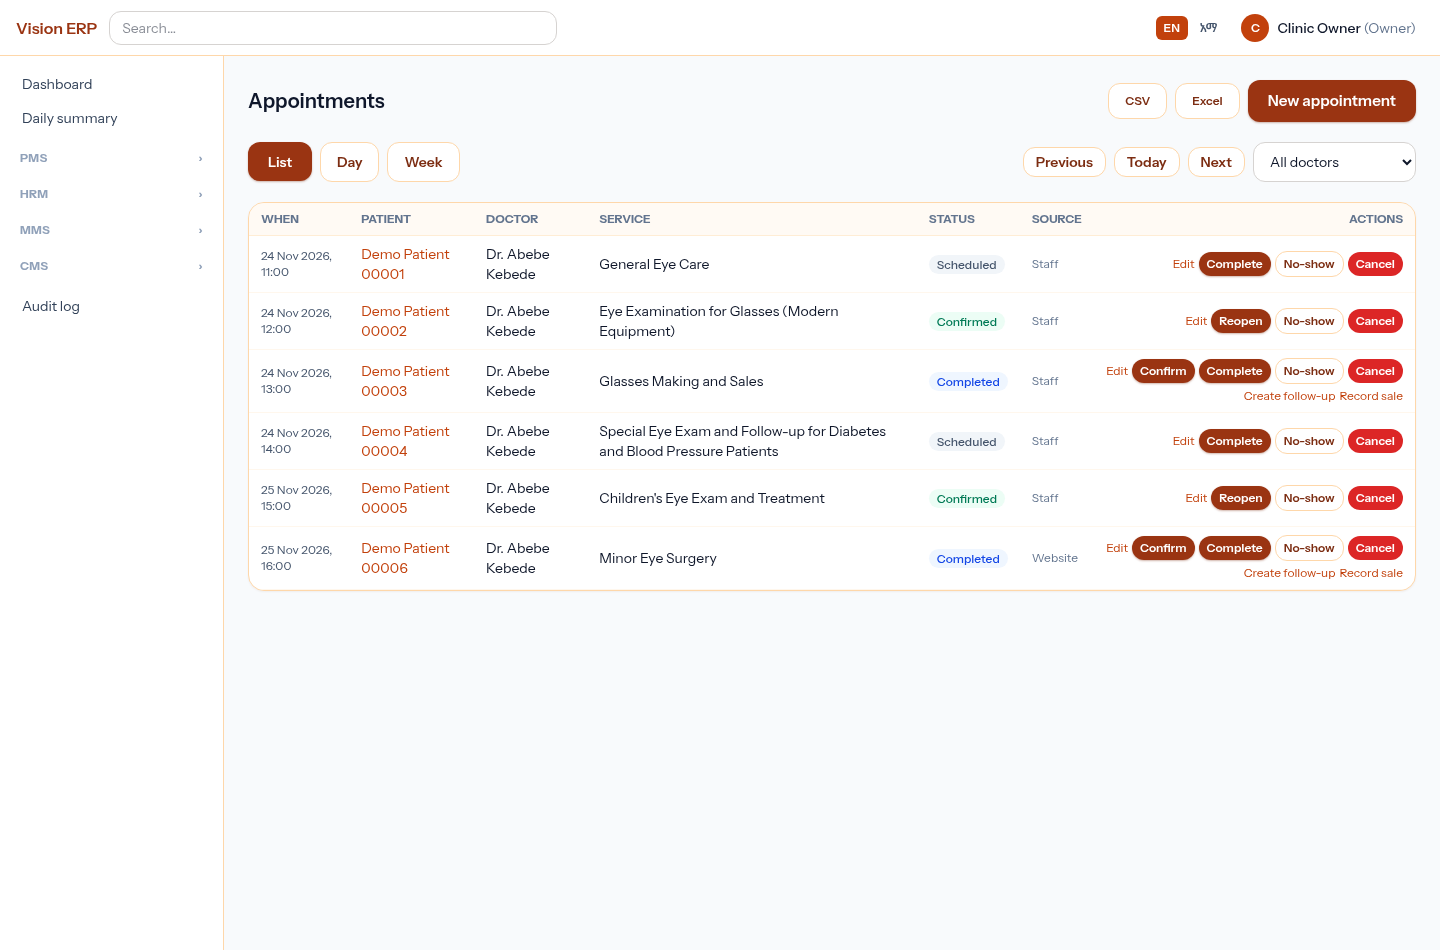 Vision ERP
Search...
EN
አማ
C
Clinic Owner (Owner)
Dashboard
Daily summary
PMS
HRM
MMS
CMS
Audit log
Appointments
CSV
Excel
New appointment
List
Day
Week
Previous
Today
Next
All doctors
WHEN PATIENT DOCTOR SERVICE STATUS SOURCE ACTIONS
24 Nov 2026,
11:00
Demo Patient
00001
Dr. Abebe
Kebede
General Eye Care
Scheduled
Staff
Edit Complete No-show Cancel
24 Nov 2026,
12:00
Demo Patient
00002
Dr. Abebe
Kebede
Eye Examination for Glasses (Modern
Equipment)
Confirmed
Staff
Edit Reopen No-show Cancel
24 Nov 2026,
13:00
Demo Patient
00003
Dr. Abebe
Kebede
Glasses Making and Sales
Completed
Staff
Edit Confirm Complete No-show Cancel
Create follow-up Record sale
24 Nov 2026,
14:00
Demo Patient
00004
Dr. Abebe
Kebede
Special Eye Exam and Follow-up for Diabetes
and Blood Pressure Patients
Scheduled
Staff
Edit Complete No-show Cancel
25 Nov 2026,
15:00
Demo Patient
00005
Dr. Abebe
Kebede
Children's Eye Exam and Treatment
Confirmed
Staff
Edit Reopen No-show Cancel
25 Nov 2026,
16:00
Demo Patient
00006
Dr. Abebe
Kebede
Minor Eye Surgery
Completed
Website
Edit Confirm Complete No-show Cancel
Create follow-up Record sale